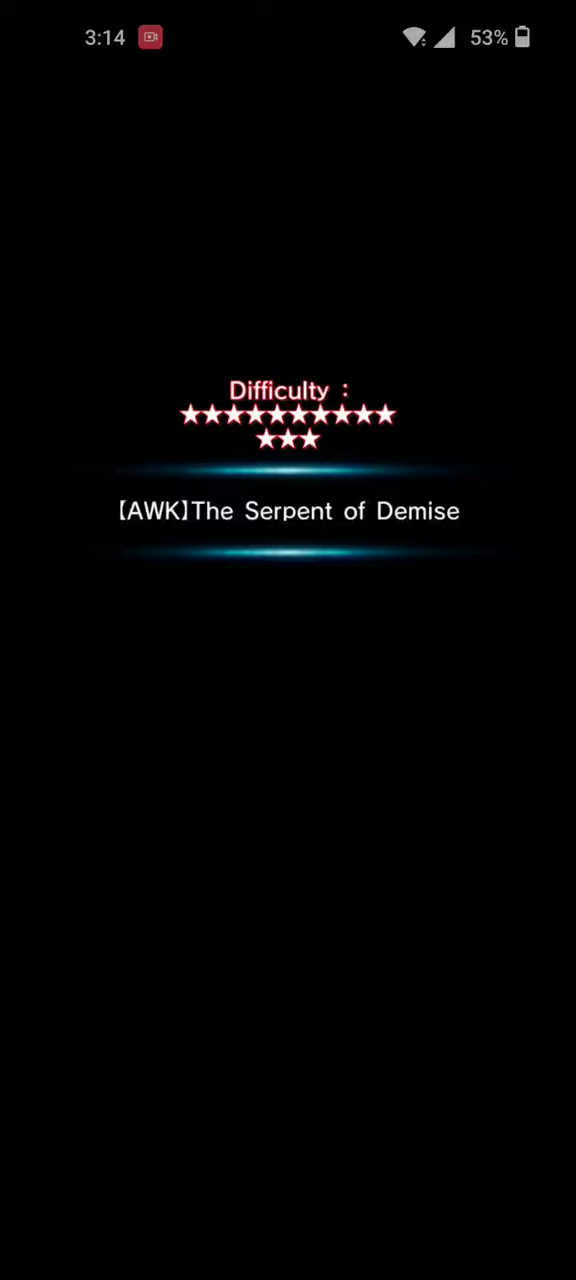 3:14 53%
Difficulty :
★★★★★★★★★★
★★★
【AWK】The Serpent of Demise